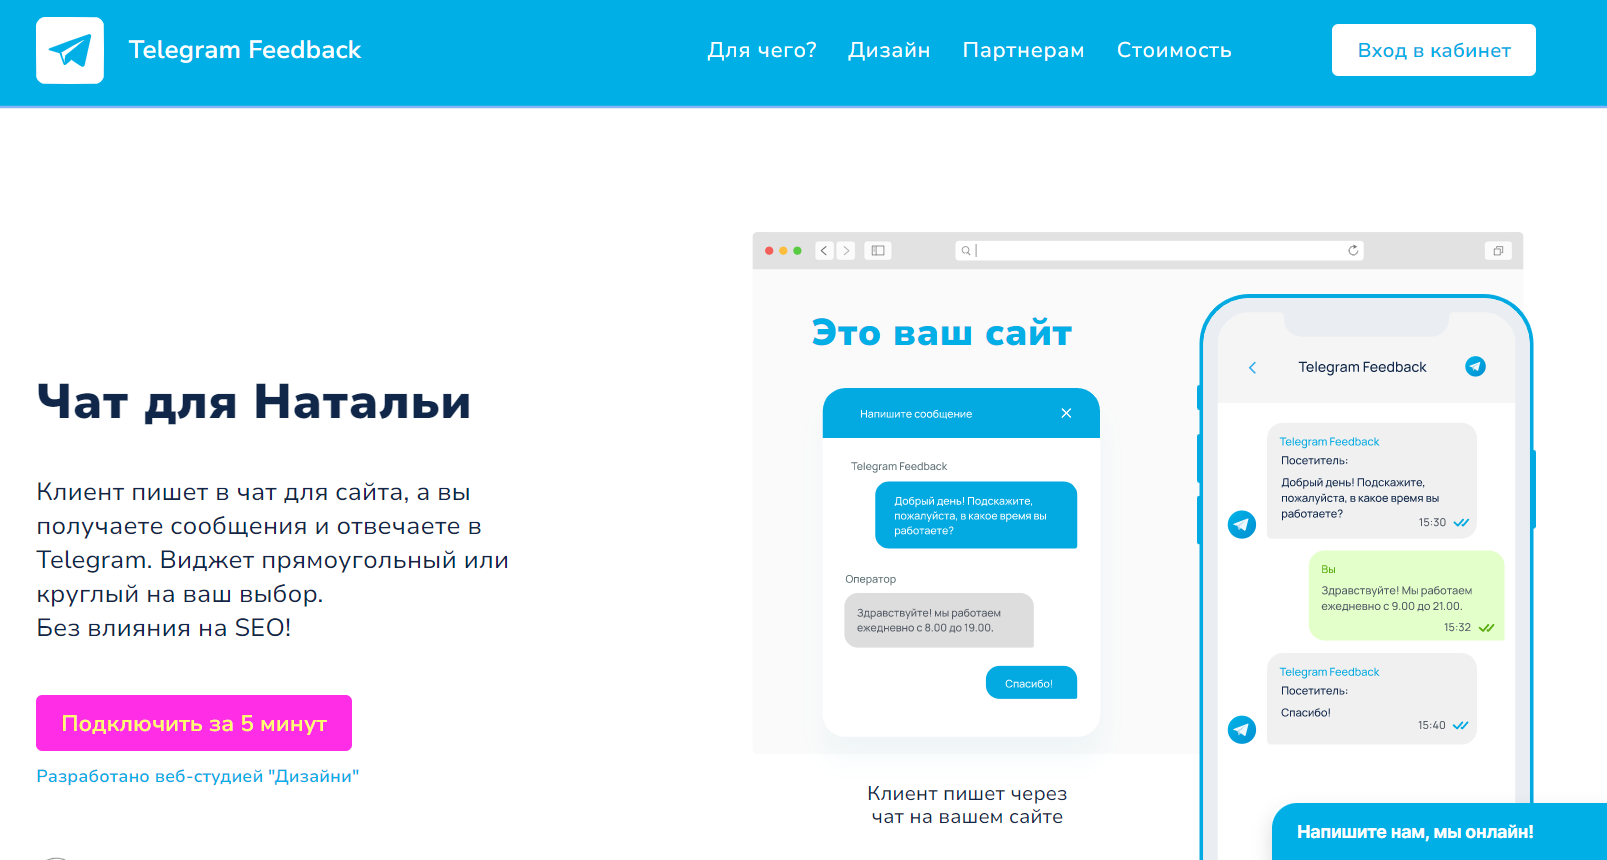 Telegram Feedback
Для чего?
Дизайн
Партнерам
Стоимость
Вход в кабинет
Чат для Натальи
Клиент пишет в чат для сайта, а вы
получаете сообщения и отвечаете в
Telegram. Виджет прямоугольный или
круглый на ваш выбор.
Без влияния на SEO!
Подключить за 5 минут
Разработано веб-студией "Дизайни"
Это ваш сайт
Напишите сообщение
Telegram Feedback
Добрый день! Подскажите,
пожалуйста, в какое время вы
работаете?
Оператор
Здравствуйте! мы работаем
ежедневно с 8.00 до 19.00.
Спасибо!
Клиент пишет через
чат на вашем сайте
Telegram Feedback
Telegram Feedback
Посетитель:
Добрый день! Подскажите,
пожалуйста, в какое время вы
работаете?
15:30
Вы
Здравствуйте! Мы работаем
ежедневно с 9.00 до 21.00.
15:32
Telegram Feedback
Посетитель:
Спасибо!
15:40
Напишите нам, мы онлайн!